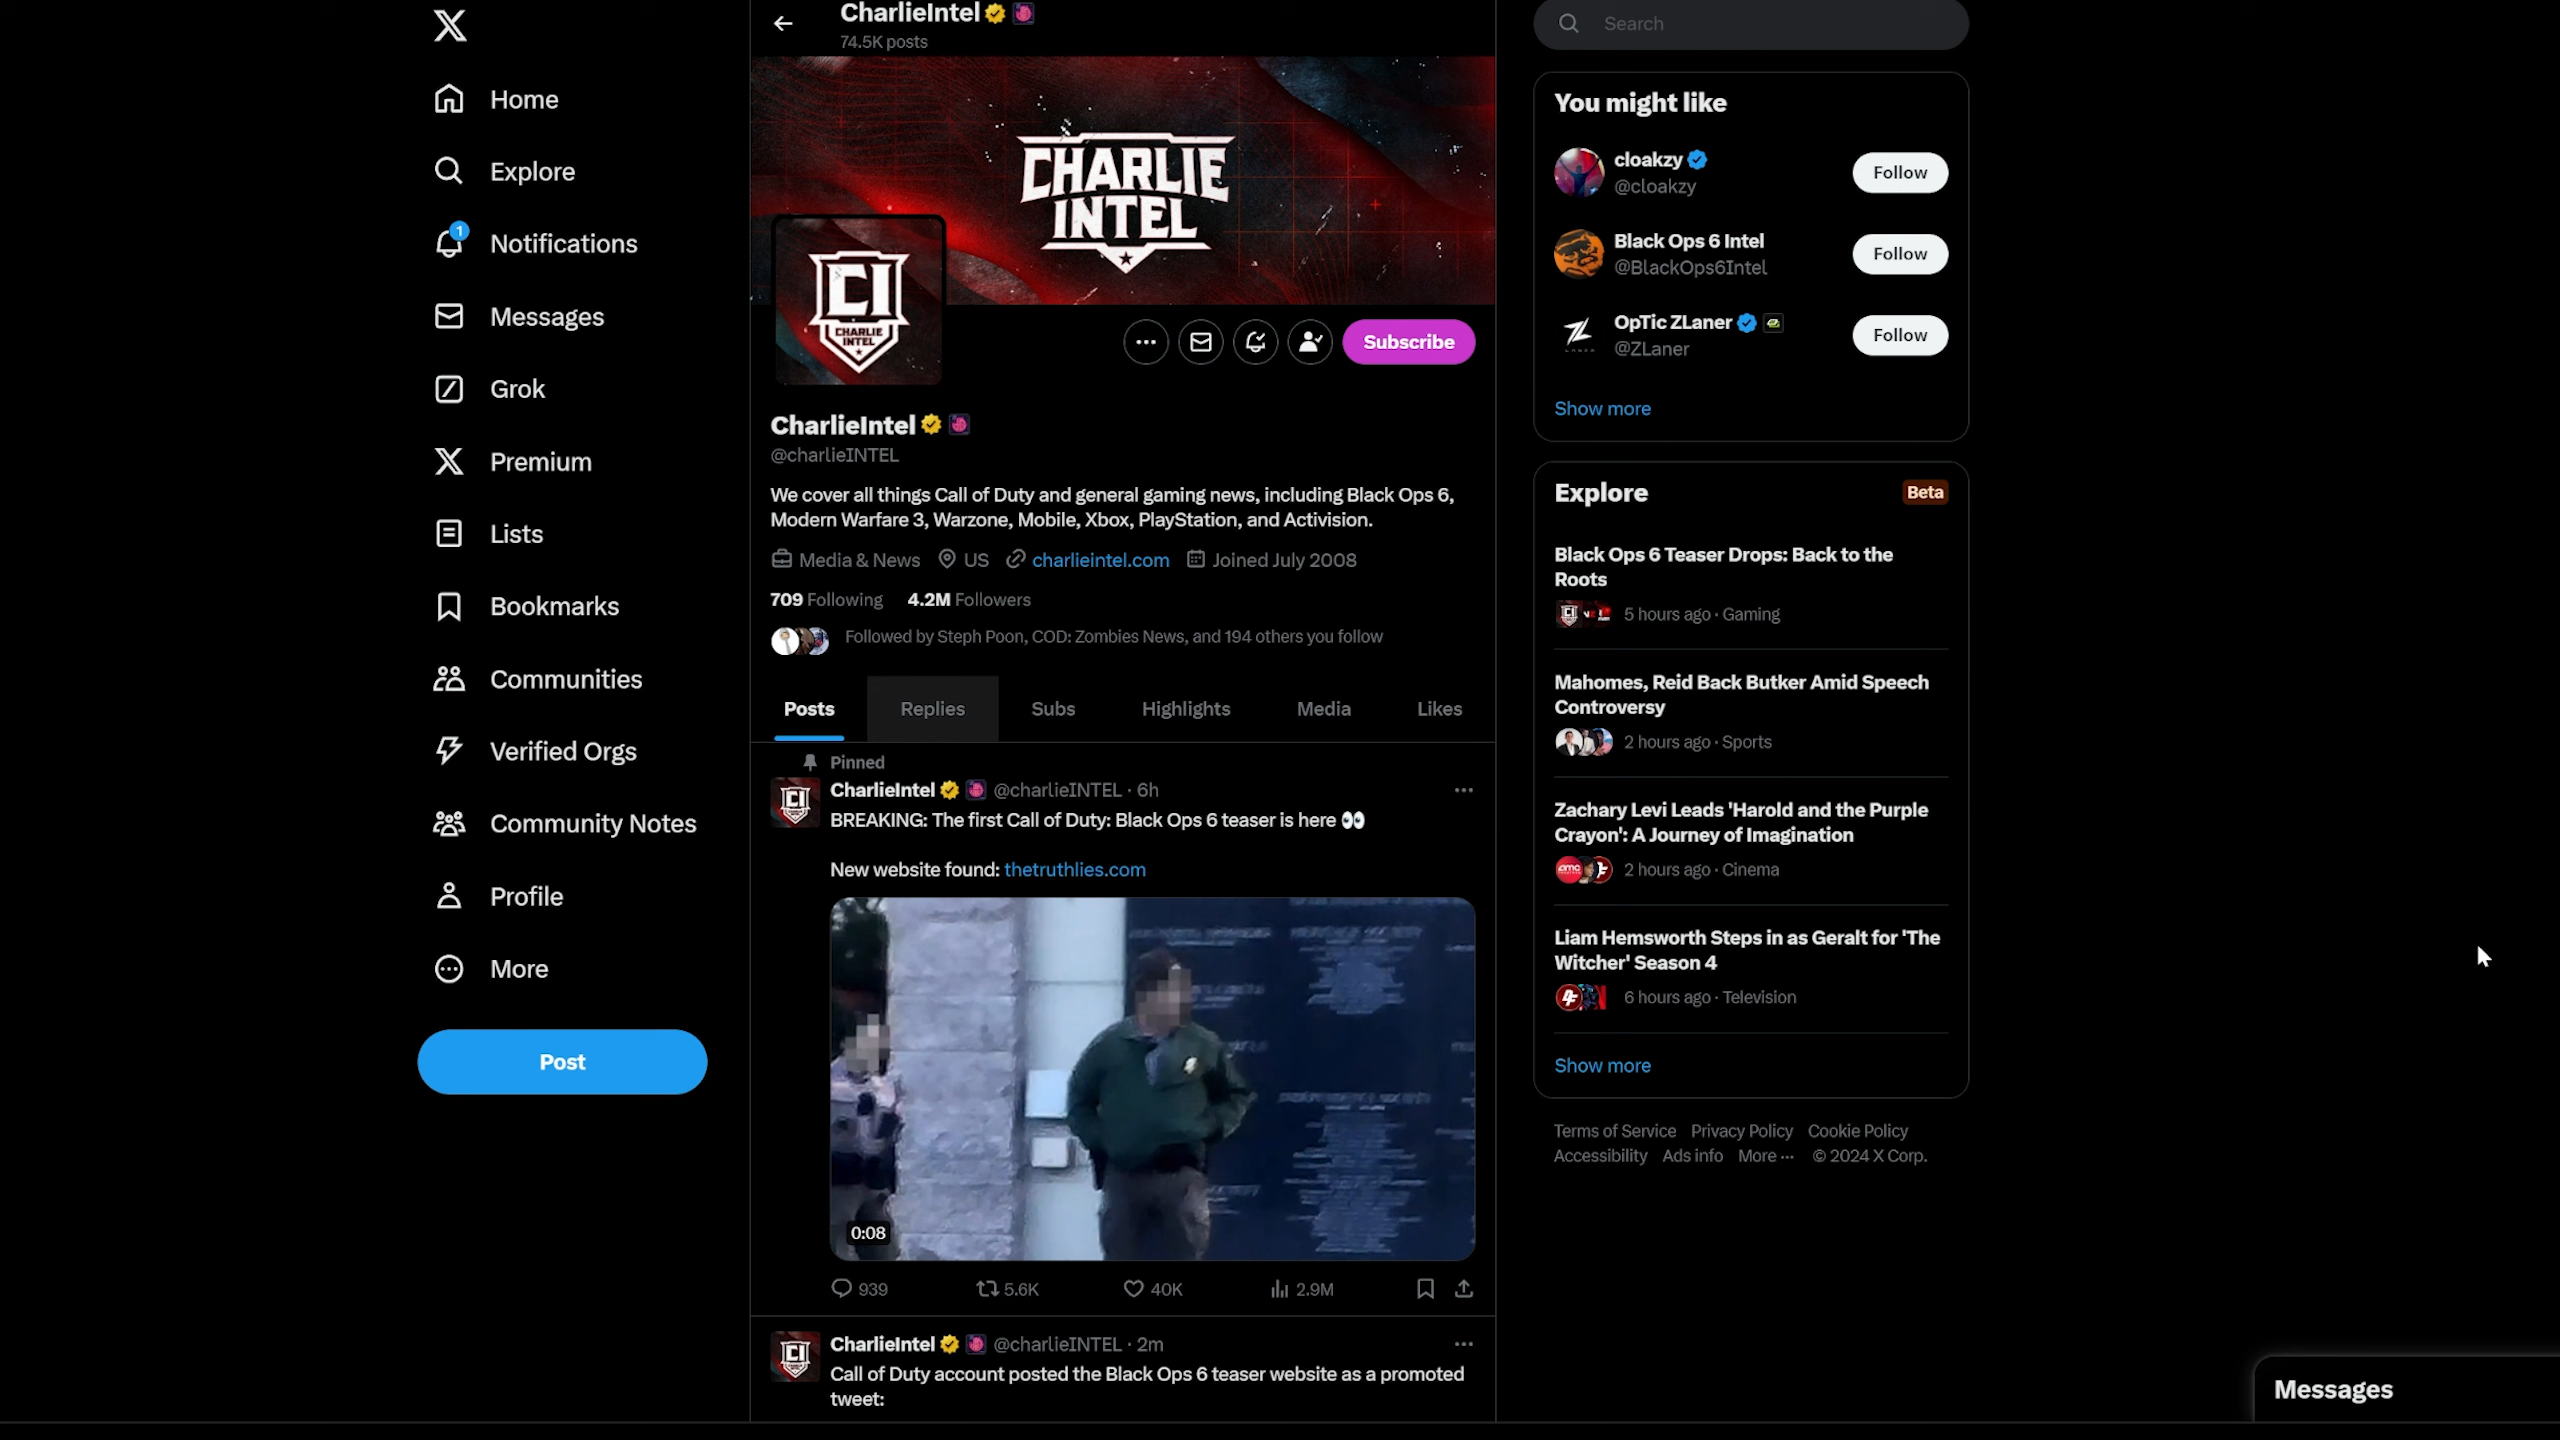 Home
Explore
1
Notifications
Messages
Grok
Premium
Lists
Bookmarks
Communities
Verified Orgs
Community Notes
Profile
More
Post
CharlieIntel
74.5K posts
CHARLIE
INTEL
CI
CHARLIE
INTEL
Subscribe
CharlieIntel
@charlieINTEL
We cover all things Call of Duty and general gaming news, including Black Ops 6,
Modern Warfare 3, Warzone, Mobile, Xbox, PlayStation, and Activision.
Media & News US charlieintel.com Joined July 2008
709 Following 4.2M Followers
Followed by Steph Poon, COD: Zombies News, and 194 others you follow
Posts Replies Subs Highlights Media Likes
Pinned
CharlieIntel @charlieINTEL · 6h
BREAKING: The first Call of Duty: Black Ops 6 teaser is here 👀
New website found: thetruthlies.com
0:08
939 5.6K 40K 2.9M
CharlieIntel @charlieINTEL · 2m
Call of Duty account posted the Black Ops 6 teaser website as a promoted
tweet:
Search
You might like
cloakzy
@cloakzy
Follow
Black Ops 6 Intel
@BlackOps6Intel
Follow
OpTic ZLaner
@ZLaner
Follow
Show more
Explore Beta
Black Ops 6 Teaser Drops: Back to the
Roots
5 hours ago · Gaming
Mahomes, Reid Back Butker Amid Speech
Controversy
2 hours ago · Sports
Zachary Levi Leads 'Harold and the Purple
Crayon': A Journey of Imagination
2 hours ago · Cinema
Liam Hemsworth Steps in as Geralt for 'The
Witcher' Season 4
6 hours ago · Television
Show more
Terms of Service Privacy Policy Cookie Policy
Accessibility Ads info More ··· © 2024 X Corp.
Messages